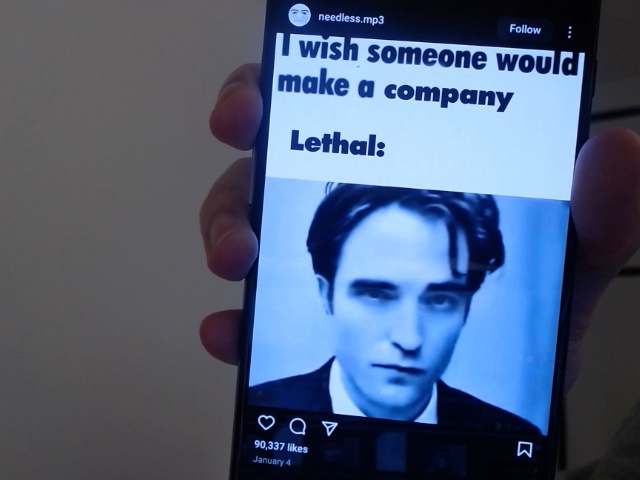 needless.mp3
Follow
I wish someone would
make a company
Lethal:
90,337 likes
January 4